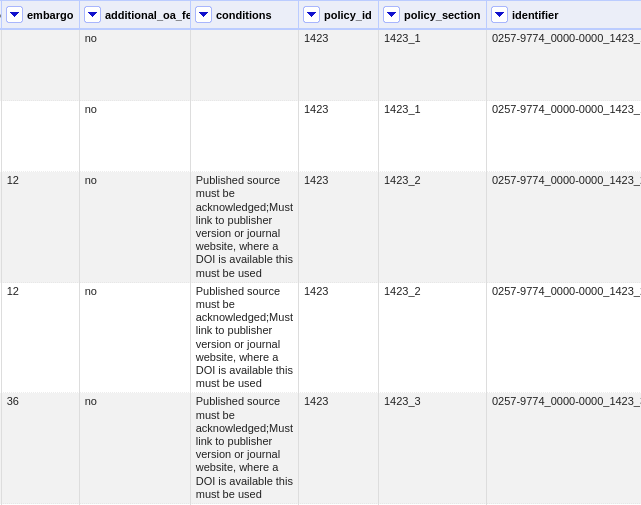 embargo additional_oa_fe conditions policy_id policy_section identifier
no 1423 1423_1 0257-9774_0000-0000_1423_
no 1423 1423_1 0257-9774_0000-0000_1423_
12 no Published source 1423 1423_2 0257-9774_0000-0000_1423_
must be
acknowledged;Must
link to publisher
version or journal
website, where a
DOI is available this
must be used
12 no Published source 1423 1423_2 0257-9774_0000-0000_1423_
must be
acknowledged;Must
link to publisher
version or journal
website, where a
DOI is available this
must be used
36 no Published source 1423 1423_3 0257-9774_0000-0000_1423_
must be
acknowledged;Must
link to publisher
version or journal
website, where a
DOI is available this
must be used